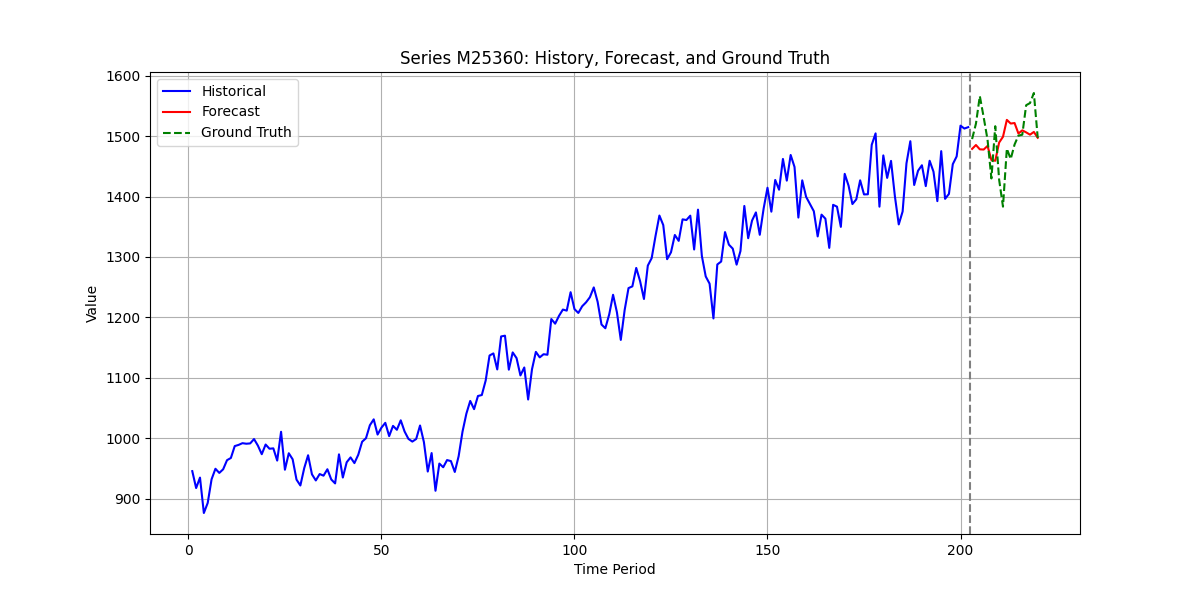 Series M25360: History, Forecast, and Ground Truth
Historical
Forecast
Ground Truth
1600
1500
1400
1300
1200
1100
1000
900
Value
0 50 100 150 200
Time Period